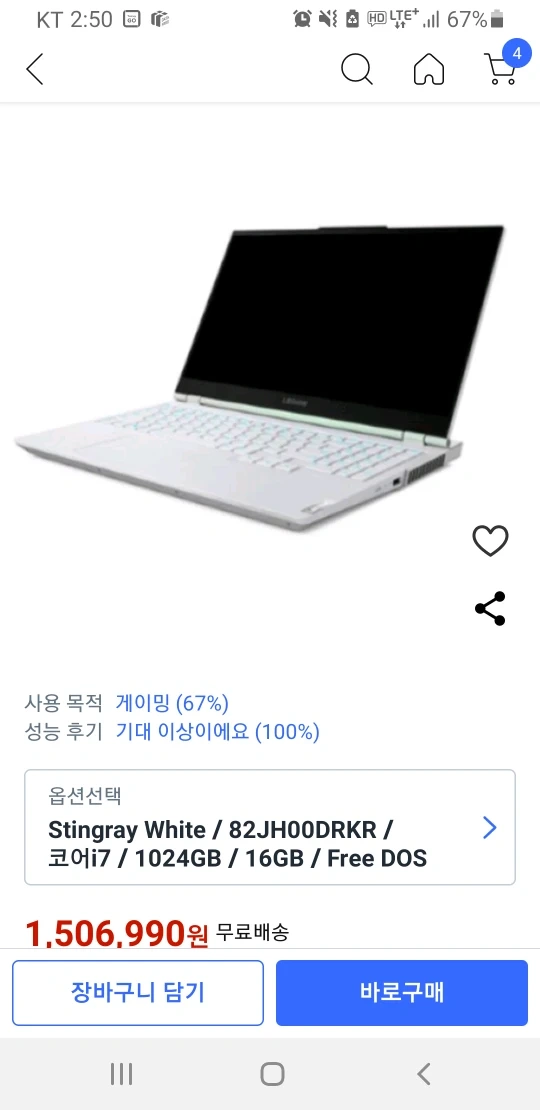 KT 2:50 HD LTE+ 67%
4
사용 목적 게이밍 (67%)
성능 후기 기대 이상이에요 (100%)
옵션선택
Stingray White / 82JH00DRKR /
코어i7 / 1024GB / 16GB / Free DOS
1,506,990원 무료배송
장바구니 담기
바로구매